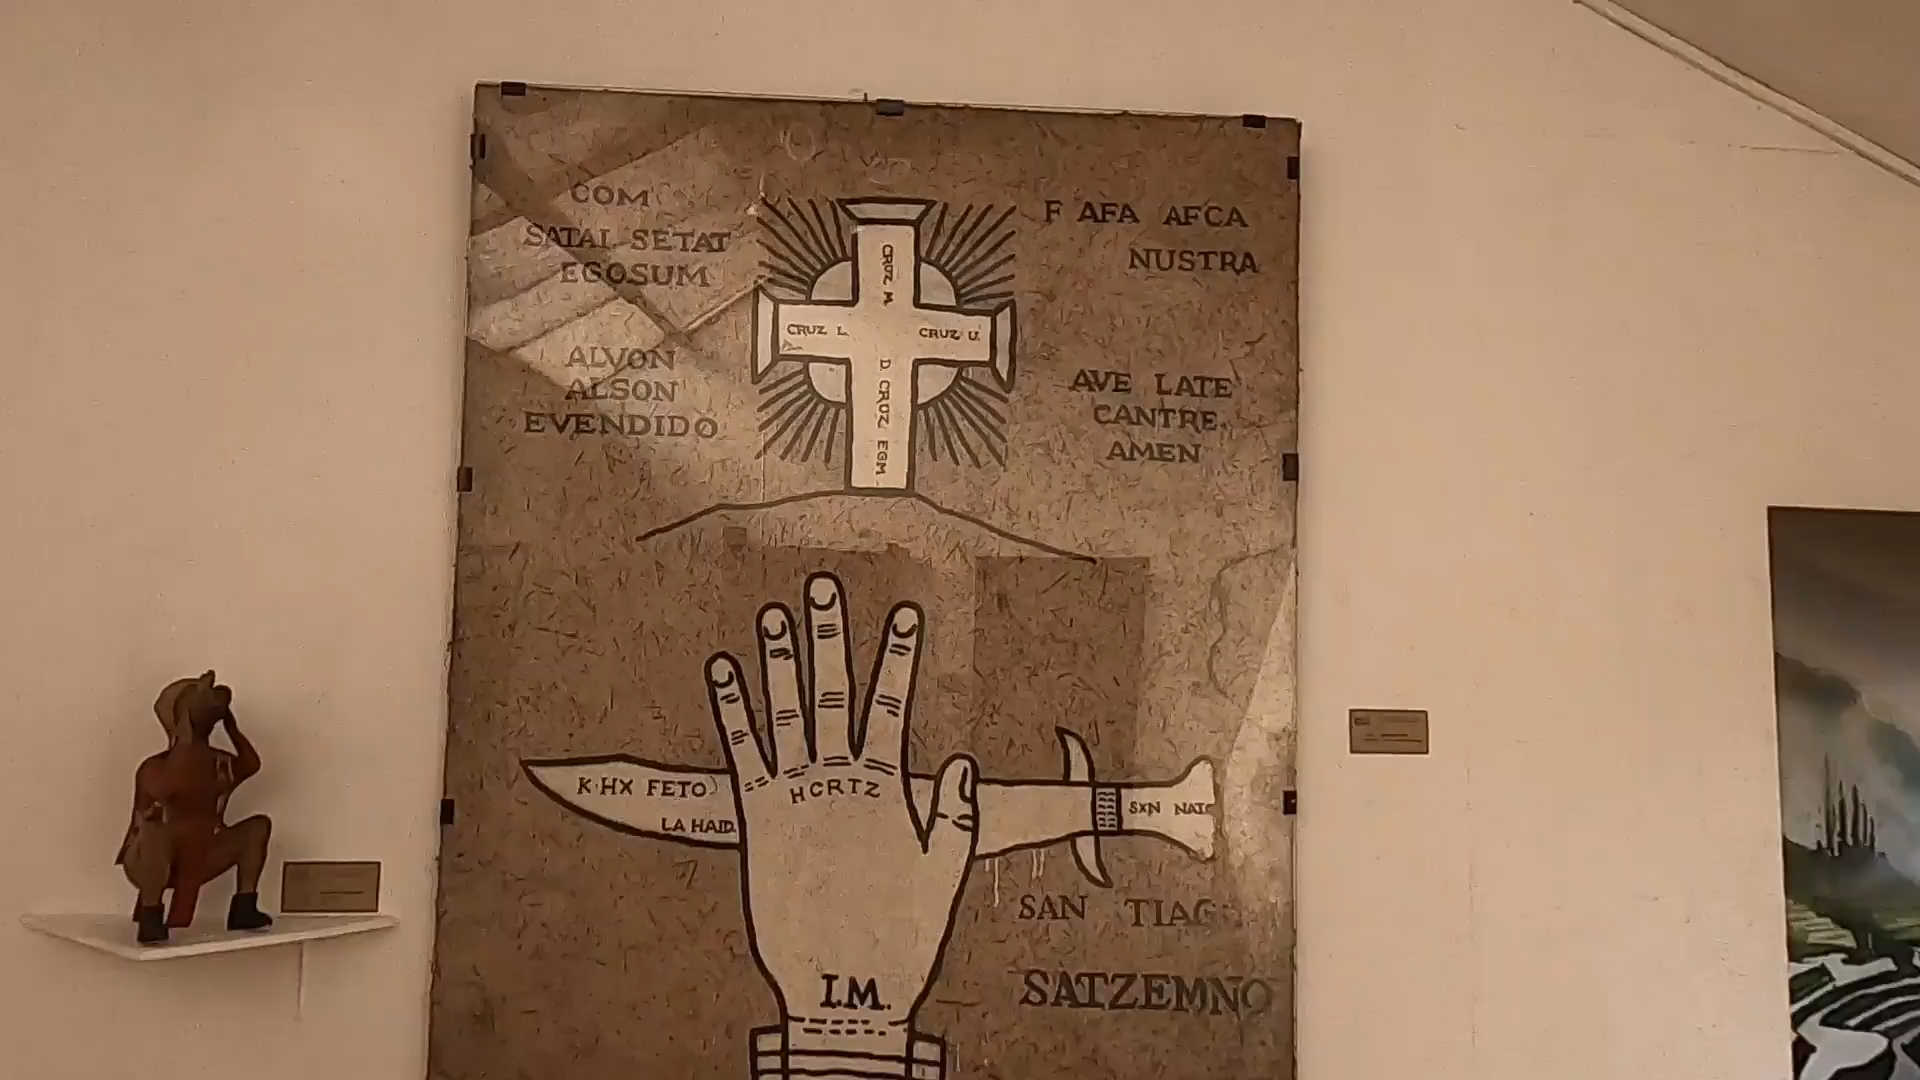 COM
SATAI SETAT
EGOSUM
ALVON
ALSON
EVENDIDO
CRUZ M.
CRUZ L.
CRUZ U.
D. CRUZ EGM.
F AFA AFCA
NUSTRA
AVE LATE
CANTRE.
AMEN
K·HX FETO
LA HAID.
HCRTZ
SXN NAT
SAN TIAG
SATZEMNO
I.M.